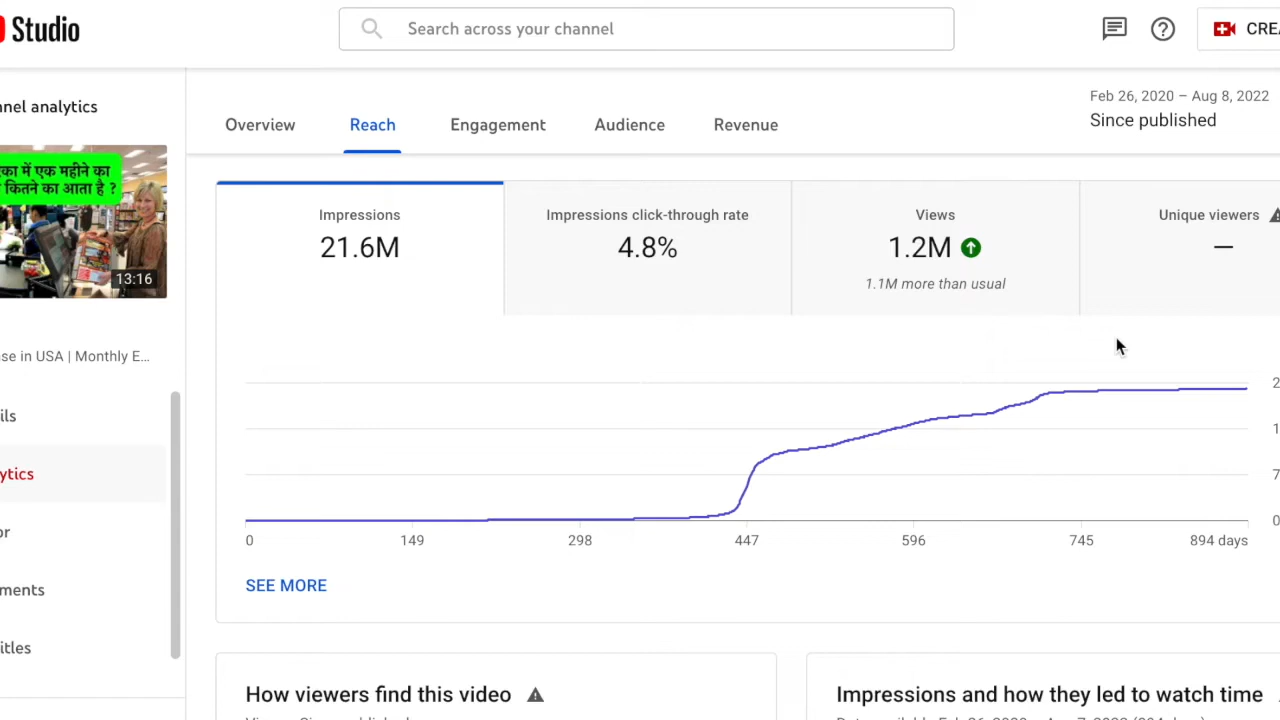 Studio
Search across your channel
CREA
nnel analytics
Feb 26, 2020 – Aug 8, 2022
Since published
Overview
Reach
Engagement
Audience
Revenue
में एक महीने का
कितने का आता है ?
13:16
Impressions
21.6M
Impressions click-through rate
4.8%
Views
1.2M
1.1M more than usual
Unique viewers
—
se in USA | Monthly E...
ils
ytics
or
ments
itles
2
1
7
0
0
149
298
447
596
745
894 days
SEE MORE
How viewers find this video
Impressions and how they led to watch time